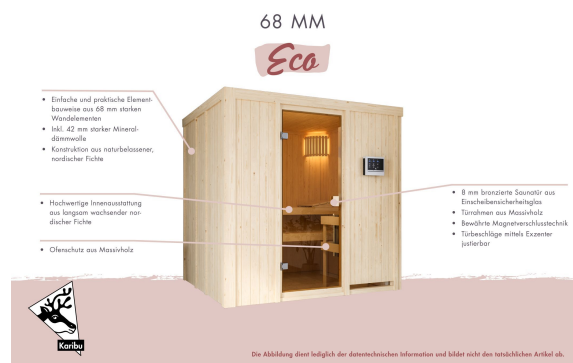 68 MM
Eco
• Einfache und praktische Element-
bauweise aus 68 mm starken
Wandelementen
• Inkl. 42 mm starker Mineral-
dämmwolle
• Konstruktion aus naturbelassener,
nordischer Fichte
• Hochwertige Innenausstattung
aus langsam wachsender nor-
discher Fichte
• Ofenschutz aus Massivholz
• 8 mm bronzierte Saunatür aus
Einscheibensicherheitsglas
• Türrahmen aus Massivholz
• Bewährte Magnetverschlusstechnik
• Türbeschläge mittels Exzenter
justierbar
Karibu
Die Abbildung dient lediglich der datentechnischen Information und bildet nicht den tatsächlichen Artikel ab.